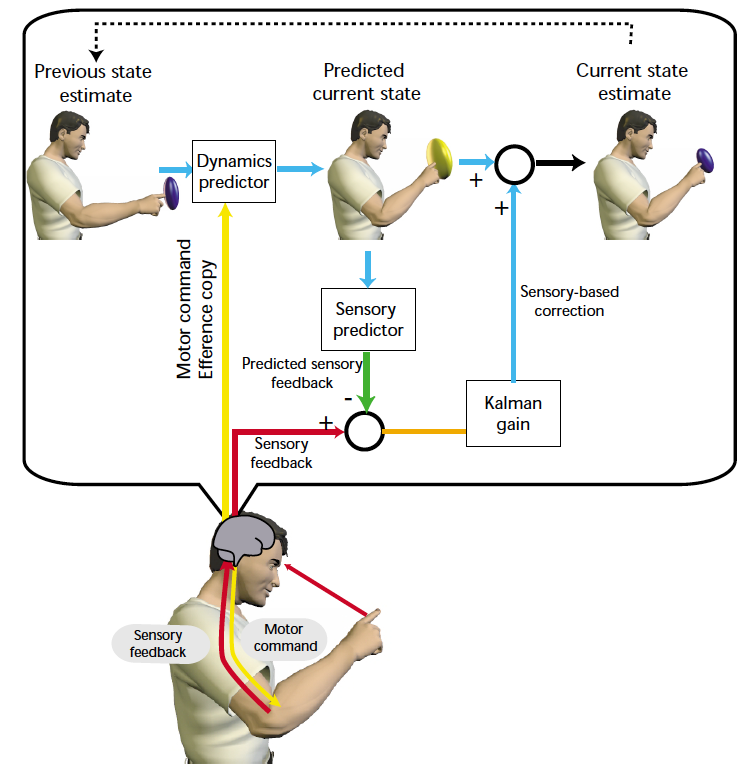 Previous state
estimate
Predicted
current state
Current state
estimate
Dynamics
predictor
+
+
Motor command
Efference copy
Sensory
predictor
Sensory-based
correction
Predicted sensory
feedback
-
+
Kalman
gain
Sensory
feedback
Sensory
feedback
Motor
command